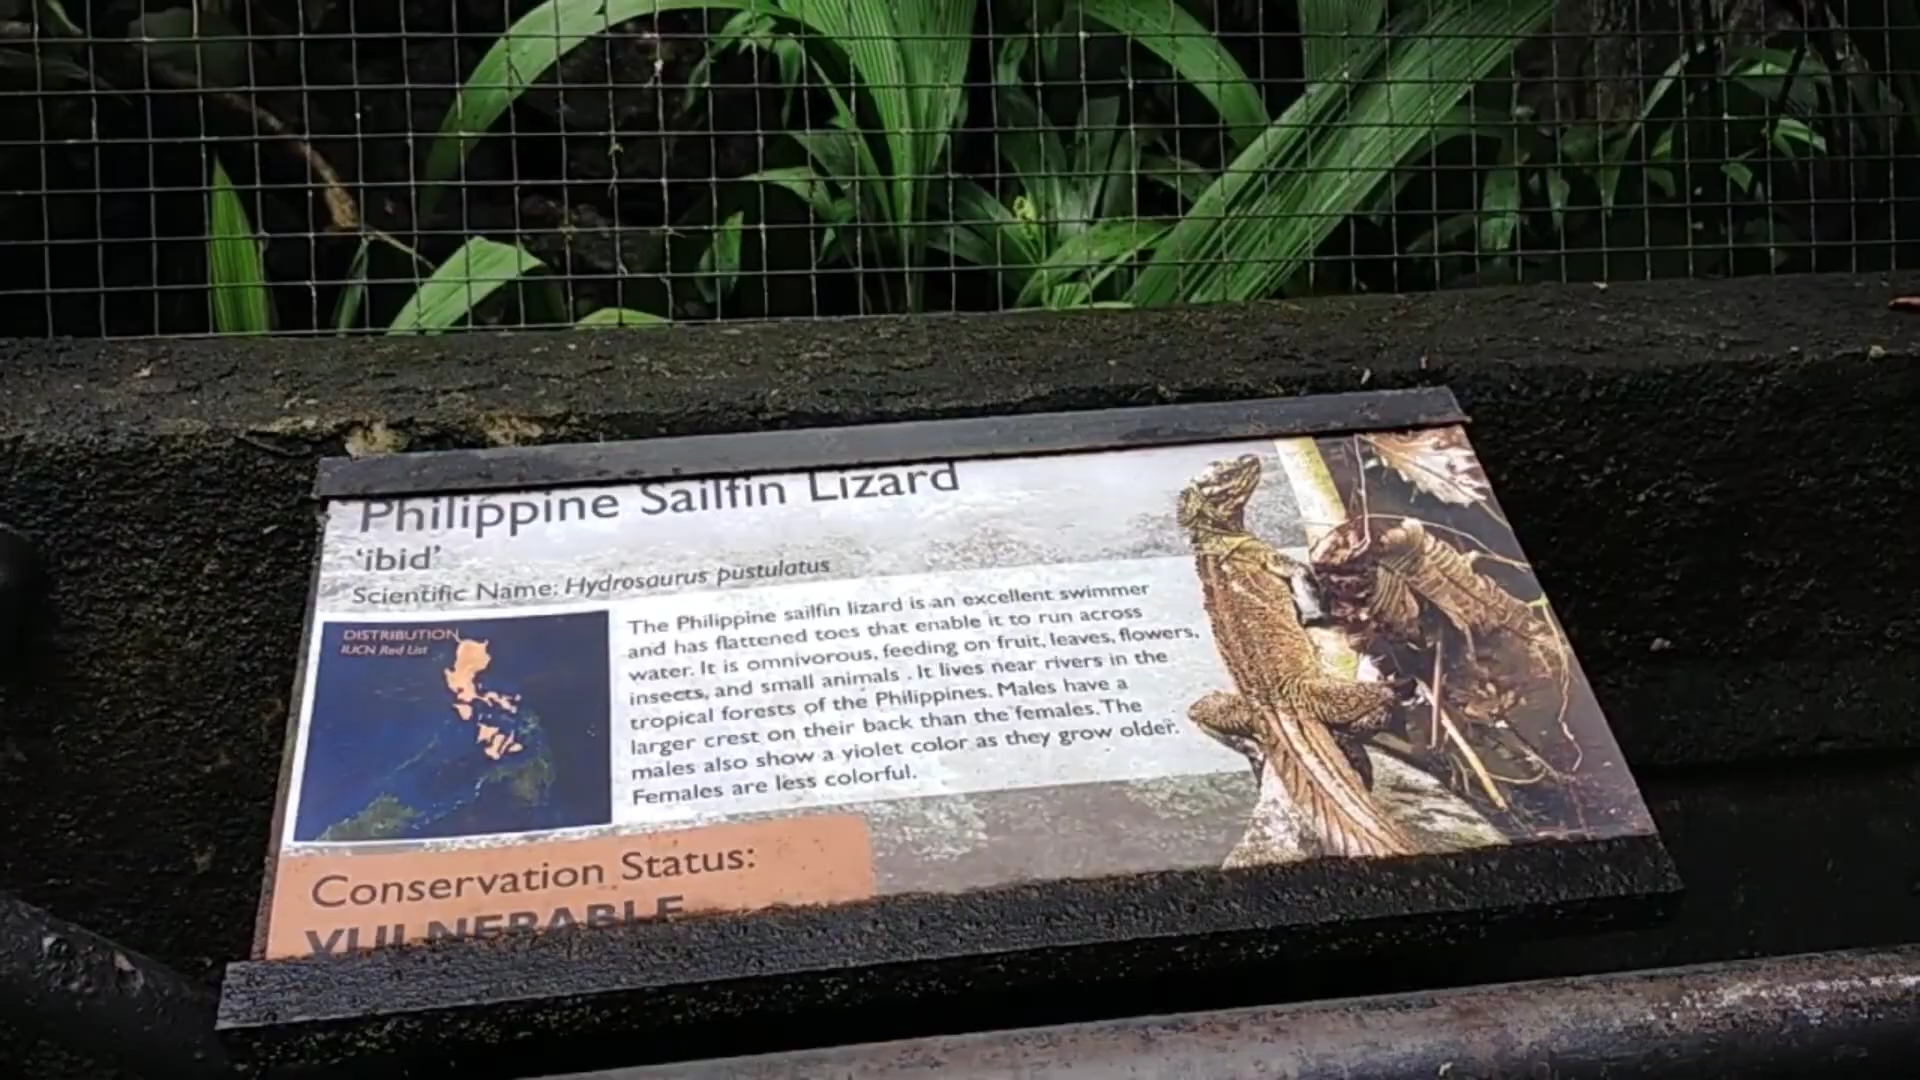 Philippine Sailfin Lizard
‘ibid’
Scientific Name: Hydrosaurus pustulatus
DISTRIBUTION
IUCN Red List
The Philippine sailfin lizard is an excellent swimmer
and has flattened toes that enable it to run across
water. It is omnivorous, feeding on fruit, leaves, flowers,
insects, and small animals . It lives near rivers in the
tropical forests of the Philippines. Males have a
larger crest on their back than the females. The
males also show a violet color as they grow older.
Females are less colorful.
Conservation Status:
VULNERABLE